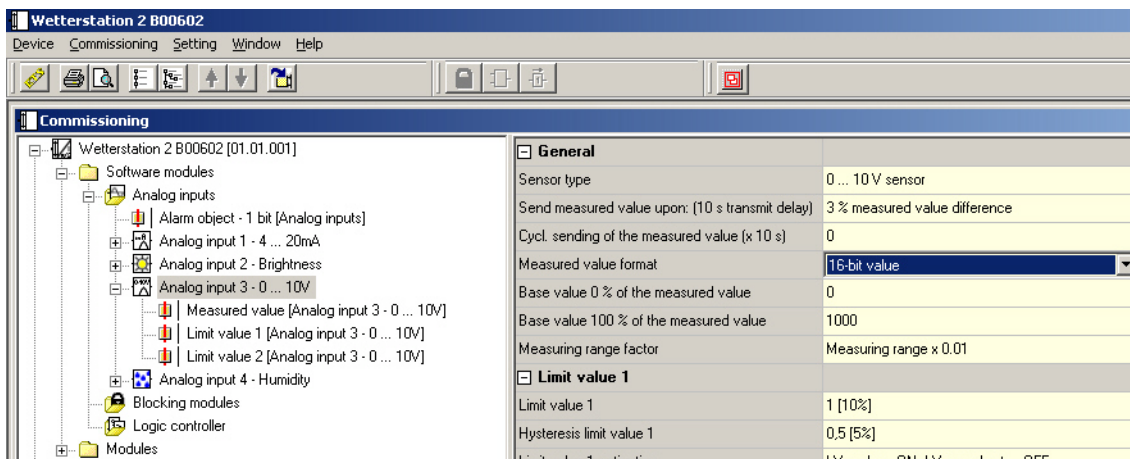 Wetterstation 2 B00602
Device Commissioning Setting Window Help
Commissioning
Wetterstation 2 B00602 [01.01.001]
Software modules
Analog inputs
Alarm object - 1 bit [Analog inputs]
Analog input 1 - 4 ... 20mA
Analog input 2 - Brightness
Analog input 3 - 0 ... 10V
Measured value [Analog input 3 - 0 ... 10V]
Limit value 1 [Analog input 3 - 0 ... 10V]
Limit value 2 [Analog input 3 - 0 ... 10V]
Analog input 4 - Humidity
Blocking modules
Logic controller
Modules
General
Sensor type 0 ... 10 V sensor
Send measured value upon: (10 s transmit delay) 3 % measured value difference
Cycl. sending of the measured value (x 10 s) 0
Measured value format 16-bit value
Base value 0 % of the measured value 0
Base value 100 % of the measured value 1000
Measuring range factor Measuring range x 0.01
Limit value 1
Limit value 1 1 [10%]
Hysteresis limit value 1 0,5 [5%]